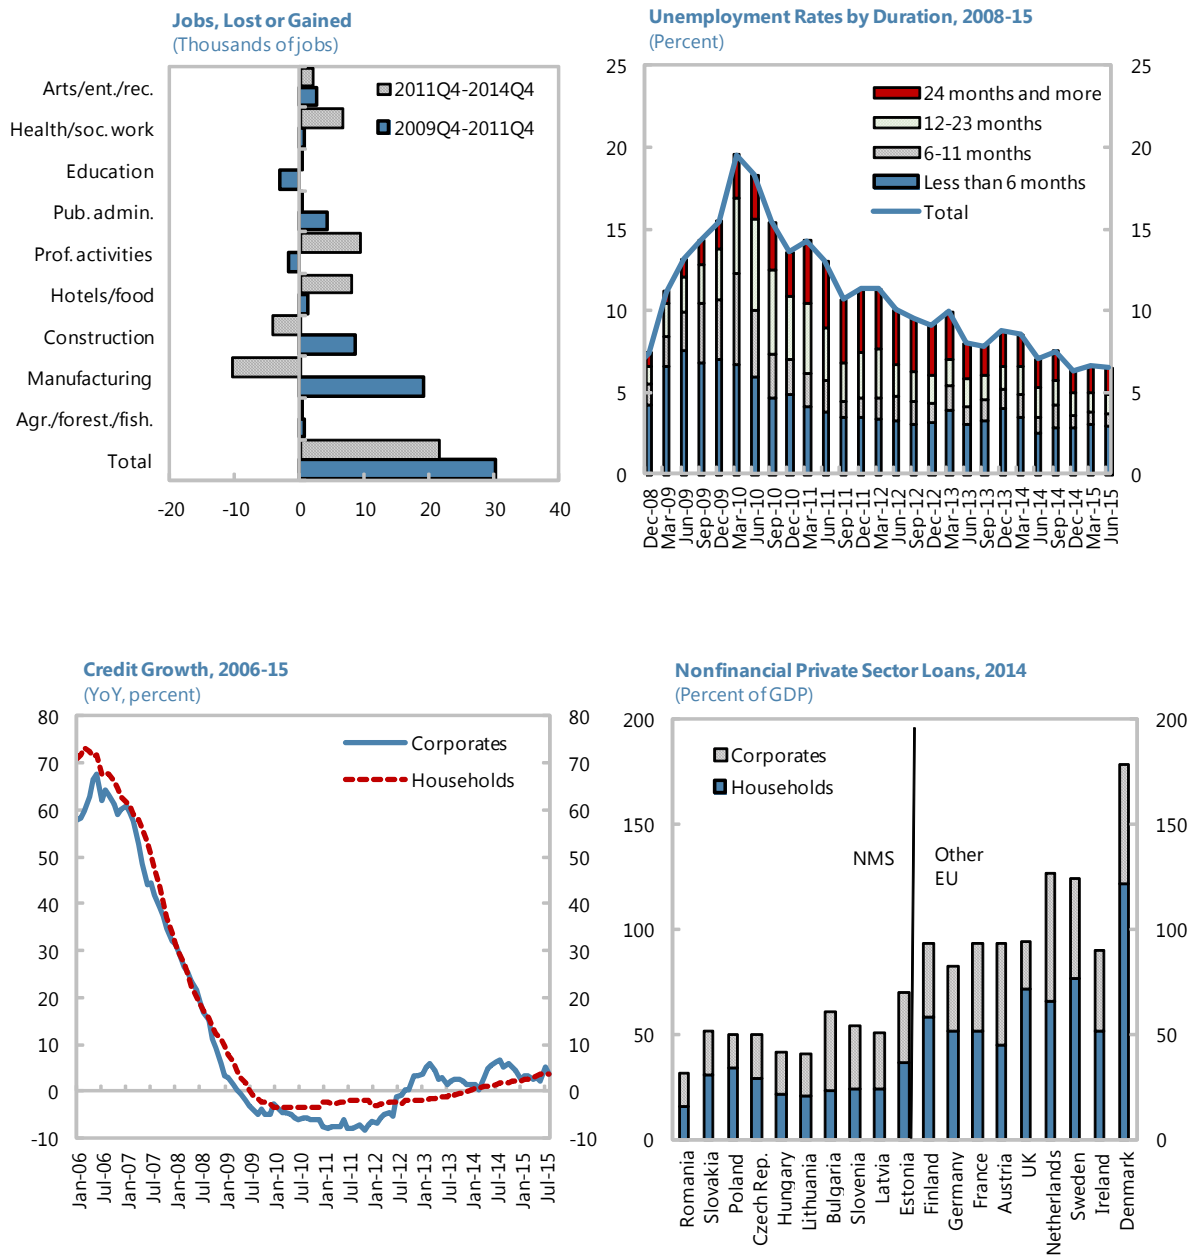 Jobs, Lost or Gained
(Thousands of jobs)
Arts/ent./rec.
Health/soc. work
Education
Pub. admin.
Prof. activities
Hotels/food
Construction
Manufacturing
Agr./forest./fish.
Total
2011Q4-2014Q4
2009Q4-2011Q4
-20 -10 0 10 20 30 40
Unemployment Rates by Duration, 2008-15
(Percent)
25 25
20 20
15 15
10 10
5 5
0 0
24 months and more
12-23 months
6-11 months
Less than 6 months
Total
Dec-08
Mar-09
Jun-09
Sep-09
Dec-09
Mar-10
Jun-10
Sep-10
Dec-10
Mar-11
Jun-11
Sep-11
Dec-11
Mar-12
Jun-12
Sep-12
Dec-12
Mar-13
Jun-13
Sep-13
Dec-13
Mar-14
Jun-14
Sep-14
Dec-14
Mar-15
Jun-15
Credit Growth, 2006-15
(YoY, percent)
80 80
70 70
60 60
50 50
40 40
30 30
20 20
10 10
0 0
-10 -10
Corporates
Households
Jan-06
Jul-06
Jan-07
Jul-07
Jan-08
Jul-08
Jan-09
Jul-09
Jan-10
Jul-10
Jan-11
Jul-11
Jan-12
Jul-12
Jan-13
Jul-13
Jan-14
Jul-14
Jan-15
Jul-15
Nonfinancial Private Sector Loans, 2014
(Percent of GDP)
200 200
150 150
100 100
50 50
0 0
Corporates
Households
NMS
Other
EU
Romania
Slovakia
Poland
Czech Rep.
Hungary
Lithuania
Bulgaria
Slovenia
Latvia
Estonia
Finland
Germany
France
Austria
UK
Netherlands
Sweden
Ireland
Denmark